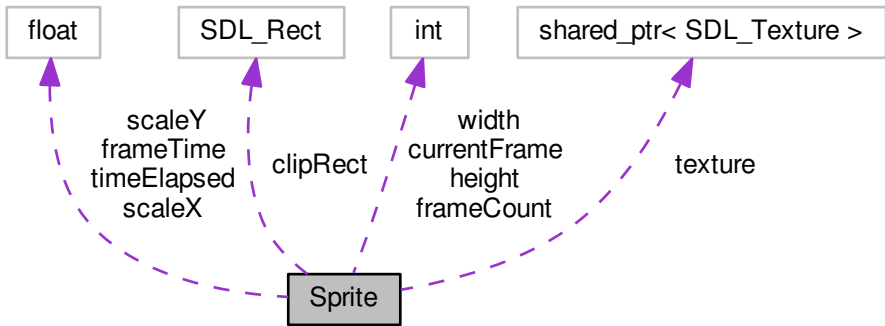 float
SDL_Rect
int
shared_ptr< SDL_Texture >
scaleY
frameTime
timeElapsed
scaleX
clipRect
width
currentFrame
height
frameCount
texture
Sprite